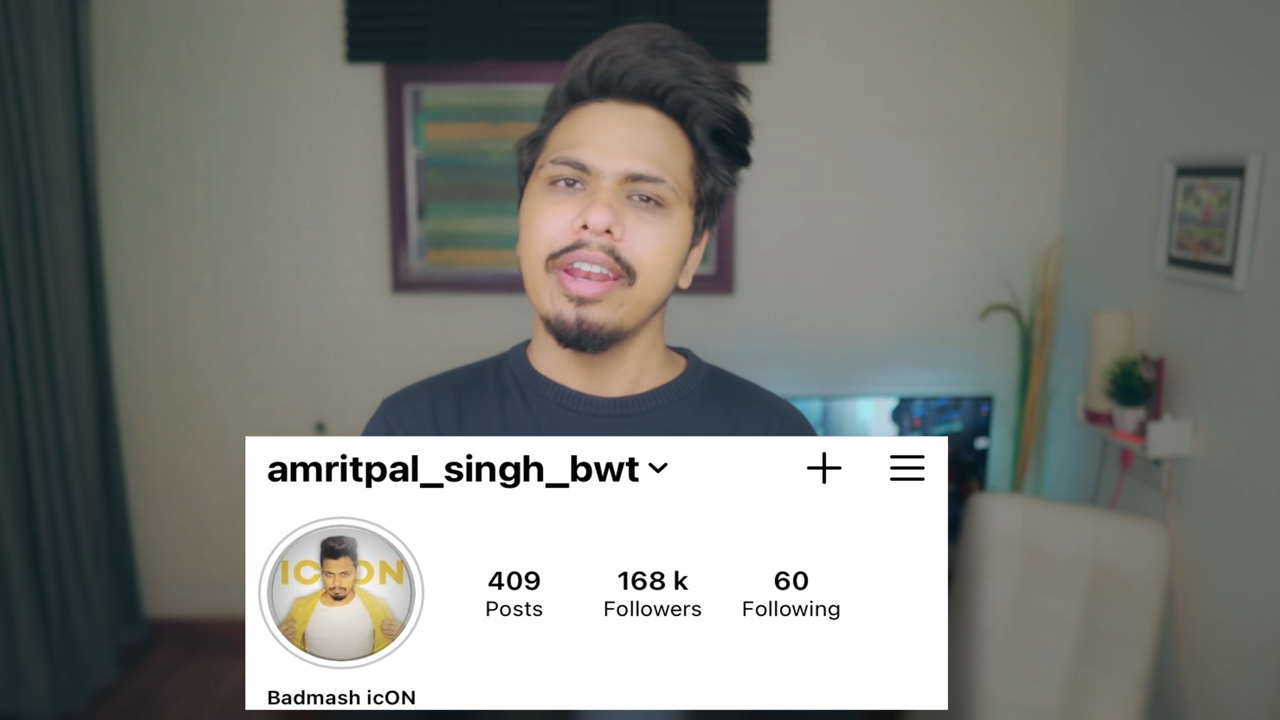 amritpal_singh_bwt
ICON
409 168 k 60
Posts Followers Following
Badmash icON